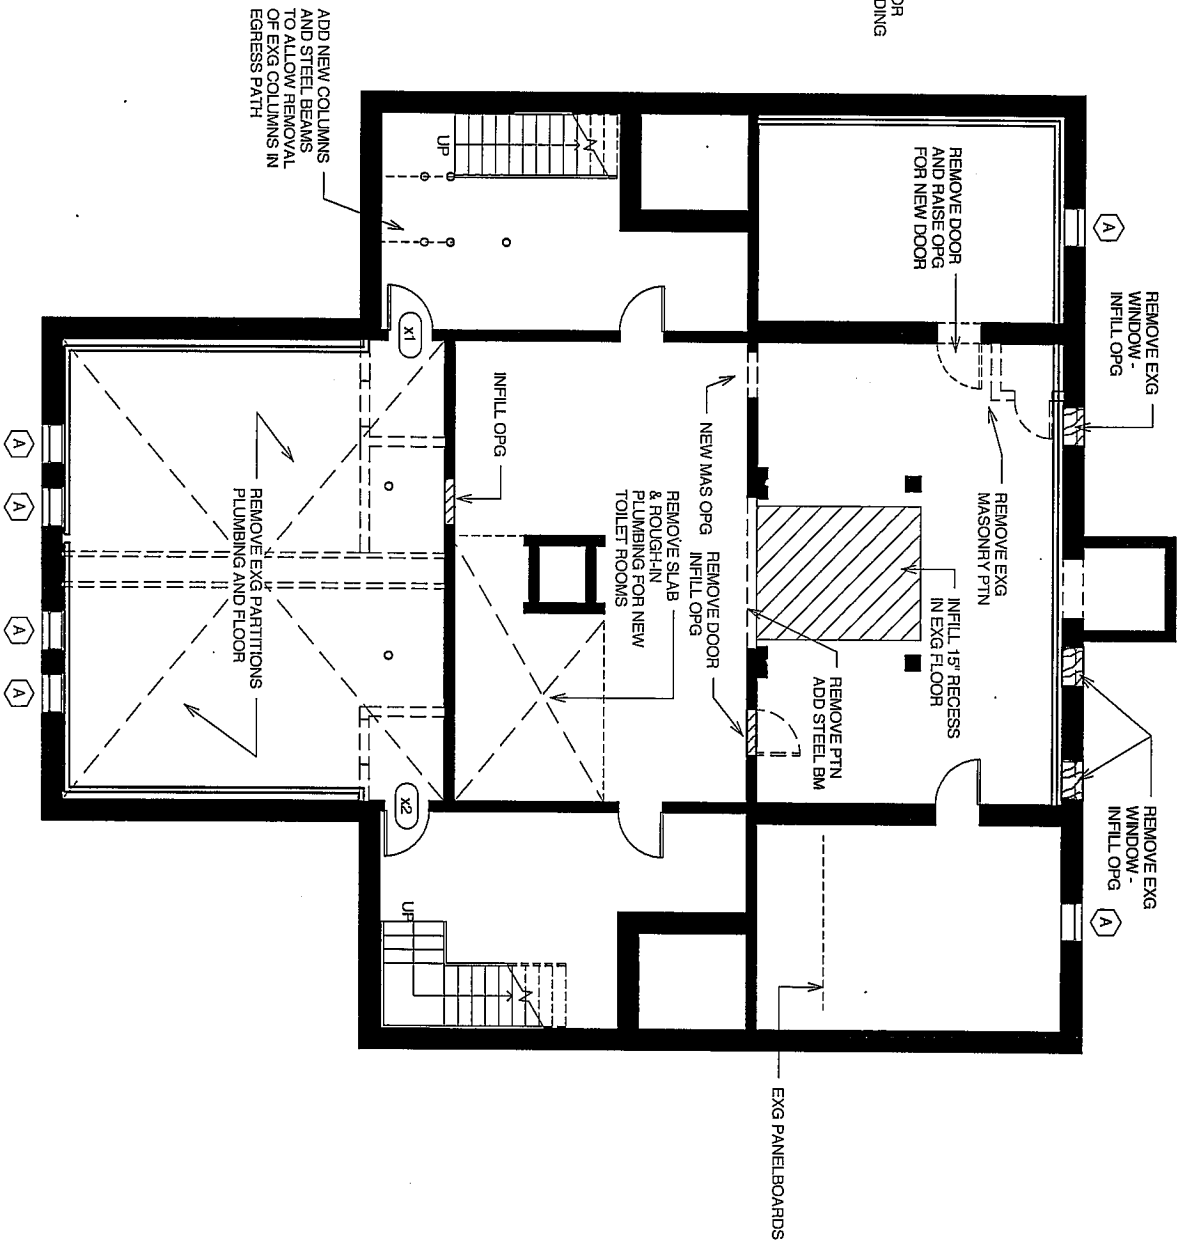 OR
DING
ADD NEW COLUMNS
AND STEEL BEAMS
TO ALLOW REMOVAL
OF EXG COLUMNS IN
EGRESS PATH
UP
REMOVE DOOR
AND RAISE OPG
FOR NEW DOOR
A
REMOVE EXG
WINDOW -
INFILL OPG
x1
INFILL OPG
NEW MAS OPG
REMOVE EXG
MASONRY PTN
A
A
A
A
REMOVE EXG PARTITIONS
PLUMBING AND FLOOR
REMOVE SLAB
& ROUGH-IN
PLUMBING FOR NEW
TOILET ROOMS
REMOVE DOOR
INFILL OPG
INFILL 15" RECESS
IN EXG FLOOR
REMOVE PTN
ADD STEEL BM
x2
REMOVE EXG
WINDOW -
INFILL OPG
A
UP
EXG PANELBOARDS